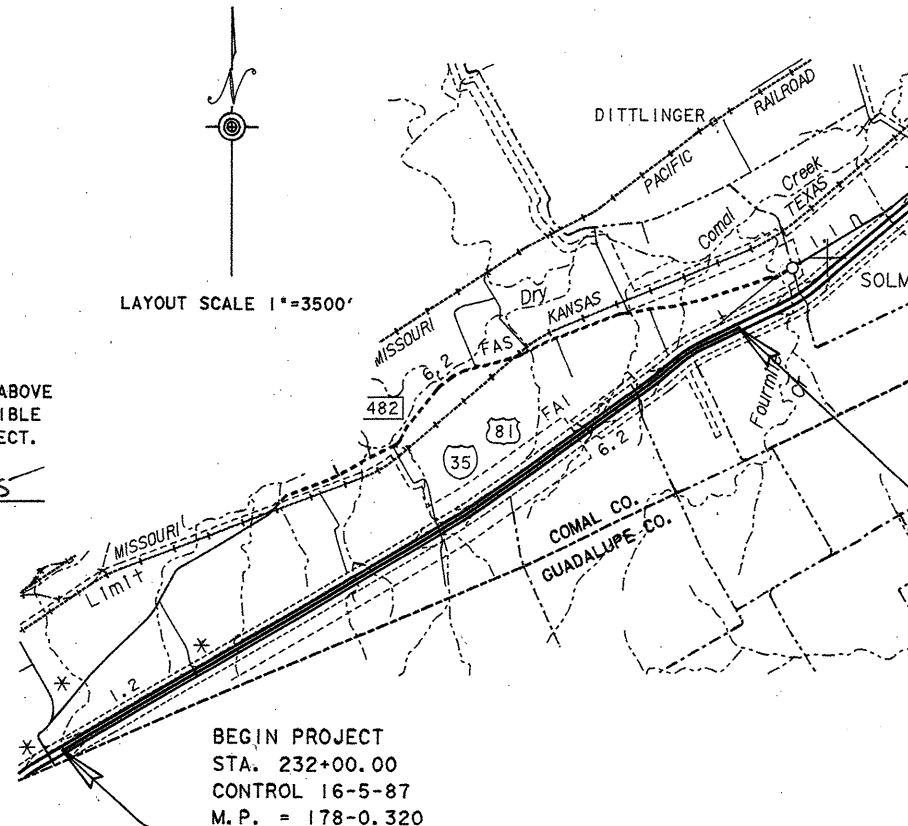 N
DITTLINGER
RAILROAD
PACIFIC
Creek
TEXAS
Comal
LAYOUT SCALE 1"=3500'
Dry
KANSAS
SOLM
MISSOURI
FAS
6.2
ABOVE
IBLE
ECT.
482
FAI
81
35
6.2
Fourmile
S
COMAL CO.
GUADALUPE CO.
MISSOURI
Limit
1.2
BEGIN PROJECT
STA. 232+00.00
CONTROL 16-5-87
M.P. = 178-0.320